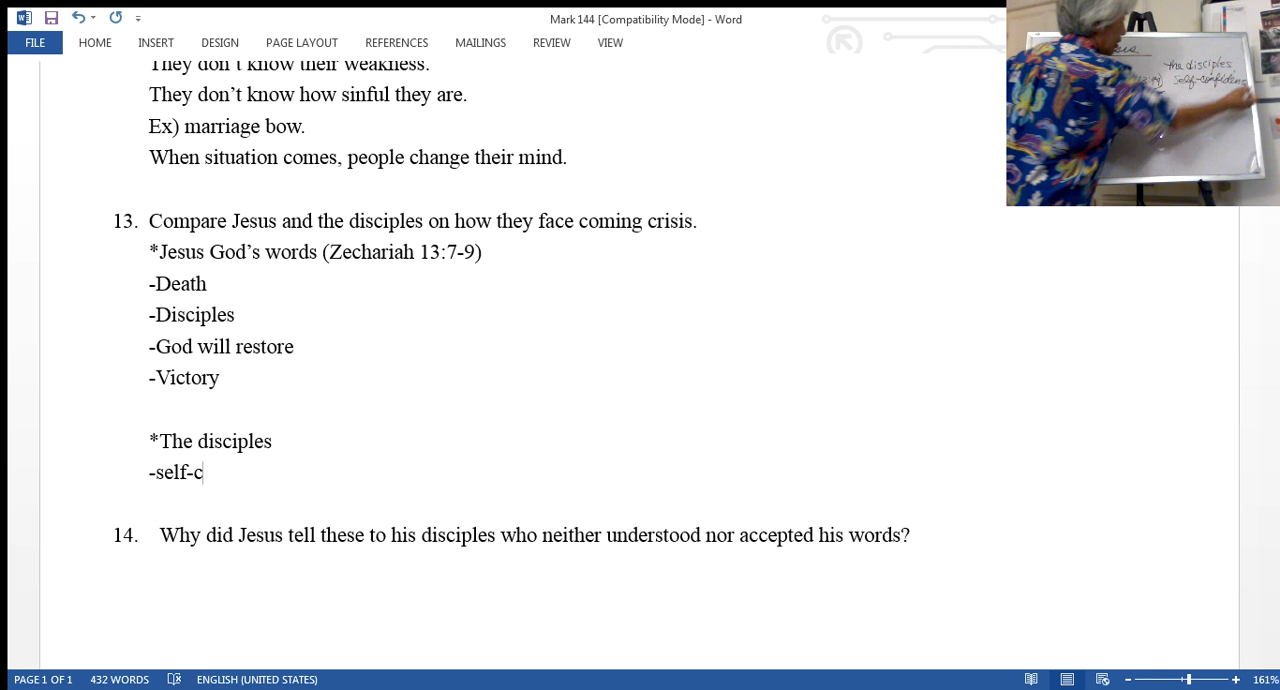 Mark 144 [Compatibility Mode] - Word
FILE HOME INSERT DESIGN PAGE LAYOUT REFERENCES MAILINGS REVIEW VIEW
They don't know their weakness.
They don’t know how sinful they are.
Ex) marriage bow.
When situation comes, people change their mind.
13. Compare Jesus and the disciples on how they face coming crisis.
*Jesus God’s words (Zechariah 13:7-9)
-Death
-Disciples
-God will restore
-Victory
*The disciples
-self-c
14. Why did Jesus tell these to his disciples who neither understood nor accepted his words?
the disciples
self-confidence
PAGE 1 OF 1 432 WORDS ENGLISH (UNITED STATES) 161%